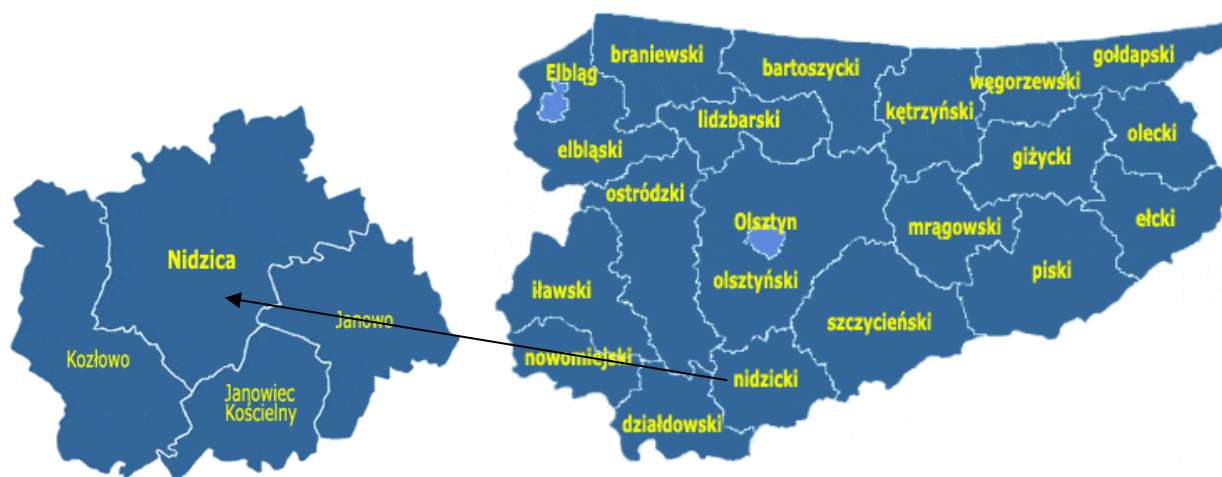 Nidzica
Janowo
Kozłowo
Janowiec
Kościelny
braniewski
gołdapski
Elbląg
bartoszycki
węgorzewski
kętrzyński
lidzbarski
olecki
elbląski
giżycki
ostródzki
Olsztyn
ełcki
mrągowski
piski
iławski
olsztyński
szczycieński
nowomiejski
nidzicki
działdowski